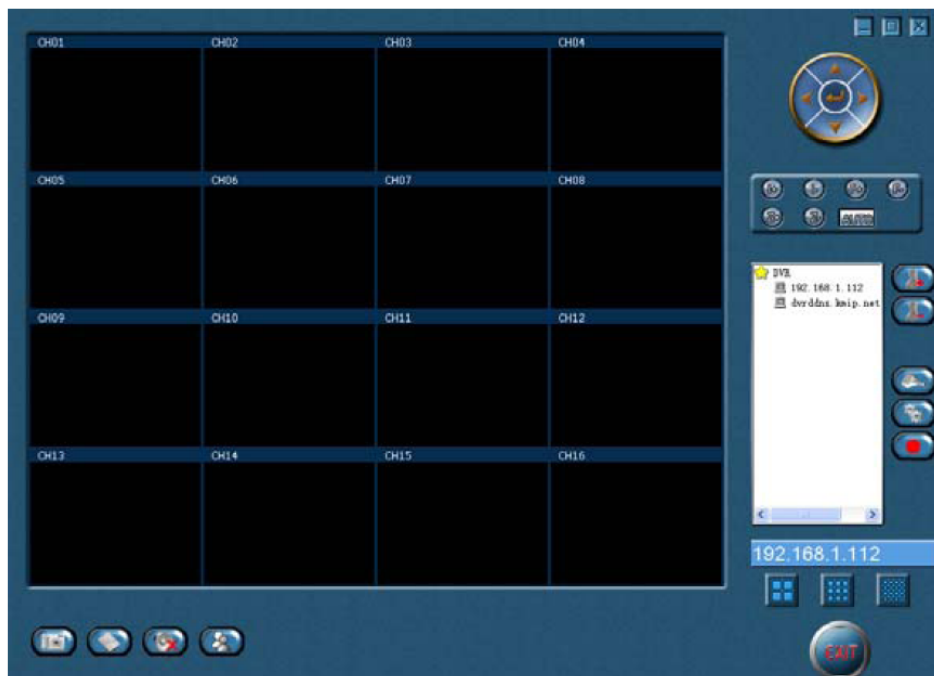 CH01 CH02 CH03 CH04
CH05 CH06 CH07 CH08
CH09 CH10 CH11 CH12
CH13 CH14 CH15 CH16
AUTO
DVR
192.168.1.112
dvrddns.kmip.net
192.168.1.112
EXIT